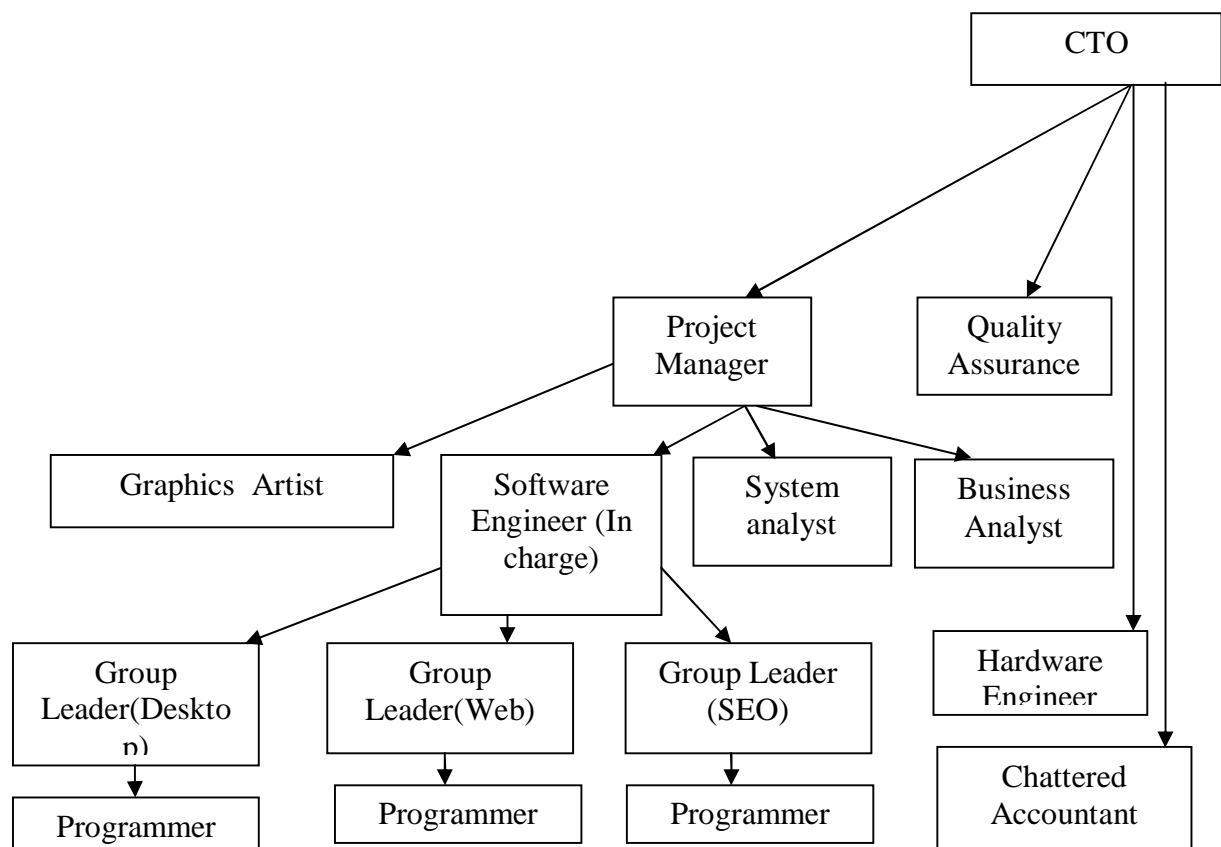 CTO
Project
Manager
Quality
Assurance
Graphics Artist
Software
Engineer (In
charge)
System
analyst
Business
Analyst
Group
Leader(Deskto
p)
Group
Leader(Web)
Group Leader
(SEO)
Hardware
Engineer
Programmer
Programmer
Programmer
Chattered
Accountant